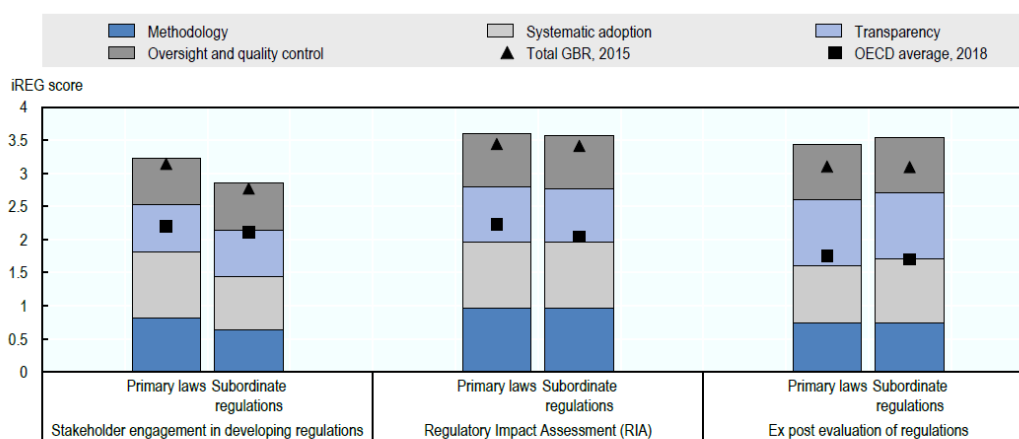 Methodology
Systematic adoption
Transparency
Oversight and quality control
Total GBR, 2015
OECD average, 2018
iREG score
4
3.5
3
2.5
2
1.5
1
0.5
0
Primary laws Subordinate regulations
Primary laws Subordinate regulations
Primary laws Subordinate regulations
Stakeholder engagement in developing regulations
Regulatory Impact Assessment (RIA)
Ex post evaluation of regulations